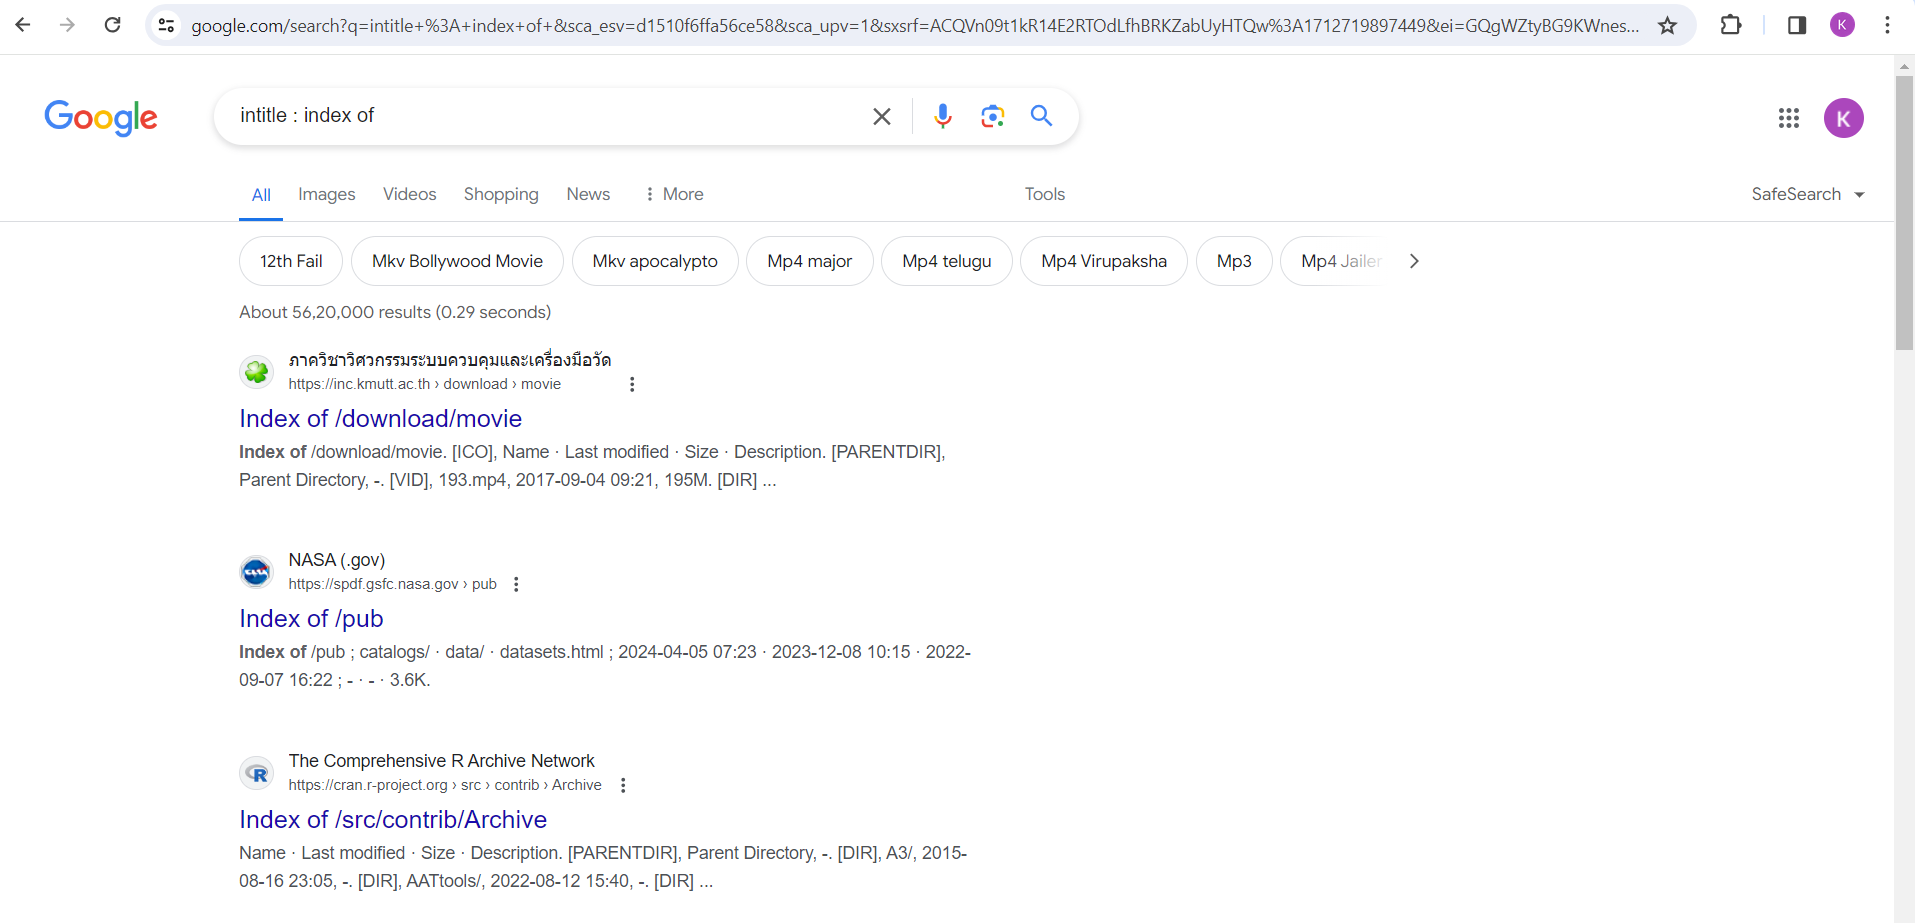 google.com/search?q=intitle+%3A+index+of+&sca_esv=d1510f6ffa56ce58&sca_upv=1&sxsrf=ACQVn09t1kR14E2RTOdLfhBRKZabUyHTQw%3A1712719897449&ei=GQgWZtyBG9KWnes...
K
Google
intitle : index of
K
All Images Videos Shopping News More Tools SafeSearch
12th Fail Mkv Bollywood Movie Mkv apocalypto Mp4 major Mp4 telugu Mp4 Virupaksha Mp3 Mp4 Jailer
About 56,20,000 results (0.29 seconds)
ภาควิชาวิศวกรรมระบบควบคุมและเครื่องมือวัด
https://inc.kmutt.ac.th › download › movie
Index of /download/movie
Index of /download/movie. [ICO], Name · Last modified · Size · Description. [PARENTDIR],
Parent Directory, -. [VID], 193.mp4, 2017-09-04 09:21, 195M. [DIR] ...
NASA (.gov)
https://spdf.gsfc.nasa.gov › pub
Index of /pub
Index of /pub ; catalogs/ · data/ · datasets.html ; 2024-04-05 07:23 · 2023-12-08 10:15 · 2022-
09-07 16:22 ; - · - · 3.6K.
The Comprehensive R Archive Network
https://cran.r-project.org › src › contrib › Archive
Index of /src/contrib/Archive
Name · Last modified · Size · Description. [PARENTDIR], Parent Directory, -. [DIR], A3/, 2015-
08-16 23:05, -. [DIR], AATtools/, 2022-08-12 15:40, -. [DIR] ...